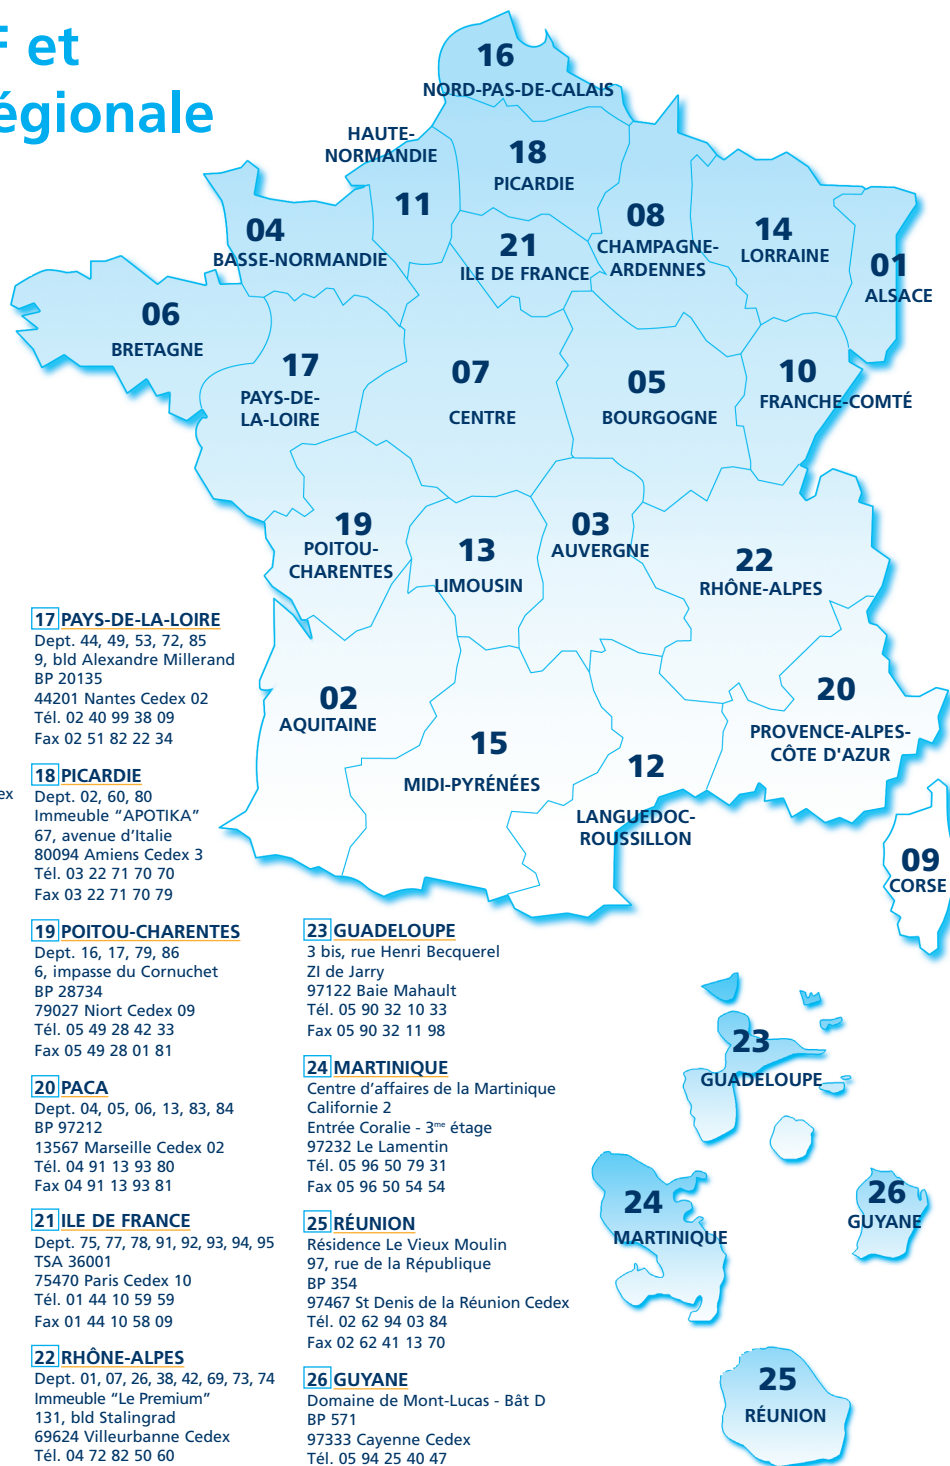 F et
égionale
16
NORD-PAS-DE-CALAIS
HAUTE-
NORMANDIE
11
18
PICARDIE
04
BASSE-NORMANDIE
21
ILE DE FRANCE
08
CHAMPAGNE-
ARDENNES
14
LORRAINE
01
ALSACE
06
BRETAGNE
17
PAYS-DE-
LA-LOIRE
07
CENTRE
05
BOURGOGNE
10
FRANCHE-COMTÉ
19
POITOU-
CHARENTES
13
LIMOUSIN
03
AUVERGNE
22
RHÔNE-ALPES
02
AQUITAINE
15
MIDI-PYRÉNÉES
12
LANGUEDOC-
ROUSSILLON
20
PROVENCE-ALPES-
CÔTE D'AZUR
09
CORSE
23
GUADELOUPE
24
MARTINIQUE
26
GUYANE
25
RÉUNION
ex
17 PAYS-DE-LA-LOIRE
Dept. 44, 49, 53, 72, 85
9, bld Alexandre Millerand
BP 20135
44201 Nantes Cedex 02
Tél. 02 40 99 38 09
Fax 02 51 82 22 34
18 PICARDIE
Dept. 02, 60, 80
Immeuble “APOTIKA”
67, avenue d’Italie
80094 Amiens Cedex 3
Tél. 03 22 71 70 70
Fax 03 22 71 70 79
19 POITOU-CHARENTES
Dept. 16, 17, 79, 86
6, impasse du Cornuchet
BP 28734
79027 Niort Cedex 09
Tél. 05 49 28 42 33
Fax 05 49 28 01 81
20 PACA
Dept. 04, 05, 06, 13, 83, 84
BP 97212
13567 Marseille Cedex 02
Tél. 04 91 13 93 80
Fax 04 91 13 93 81
21 ILE DE FRANCE
Dept. 75, 77, 78, 91, 92, 93, 94, 95
TSA 36001
75470 Paris Cedex 10
Tél. 01 44 10 59 59
Fax 01 44 10 58 09
22 RHÔNE-ALPES
Dept. 01, 07, 26, 38, 42, 69, 73, 74
Immeuble “Le Premium”
131, bld Stalingrad
69624 Villeurbanne Cedex
Tél. 04 72 82 50 60
23 GUADELOUPE
3 bis, rue Henri Becquerel
ZI de Jarry
97122 Baie Mahault
Tél. 05 90 32 10 33
Fax 05 90 32 11 98
24 MARTINIQUE
Centre d’affaires de la Martinique
Californie 2
Entrée Coralie - 3me étage
97232 Le Lamentin
Tél. 05 96 50 79 31
Fax 05 96 50 54 54
25 RÉUNION
Résidence Le Vieux Moulin
97, rue de la République
BP 354
97467 St Denis de la Réunion Cedex
Tél. 02 62 94 03 84
Fax 02 62 41 13 70
26 GUYANE
Domaine de Mont-Lucas - Bât D
BP 571
97333 Cayenne Cedex
Tél. 05 94 25 40 47